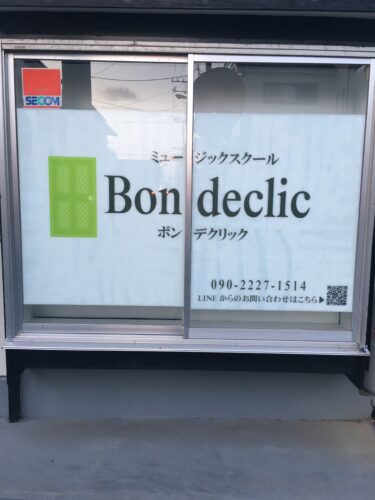 SECOM
ミュージックスクール
Bon declic
ボンデクリック
090-2227-1514
LINEからのお問い合わせはこちら▶